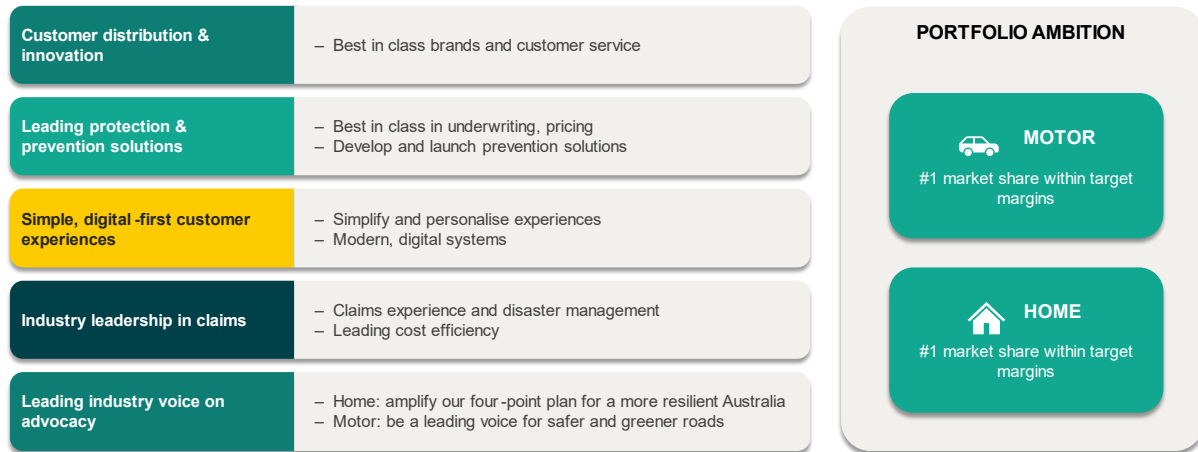 Customer distribution &
innovation
– Best in class brands and customer service
Leading protection &
prevention solutions
– Best in class in underwriting, pricing
– Develop and launch prevention solutions
Simple, digital-first customer
experiences
– Simplify and personalise experiences
– Modern, digital systems
Industry leadership in claims
– Claims experience and disaster management
– Leading cost efficiency
Leading industry voice on
advocacy
– Home: amplify our four-point plan for a more resilient Australia
– Motor: be a leading voice for safer and greener roads
PORTFOLIO AMBITION
MOTOR
#1 market share within target
margins
HOME
#1 market share within target
margins